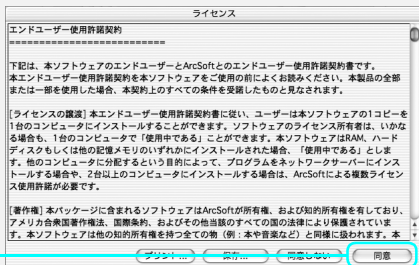 ライセンス
エンドユーザー使用許諾契約
===========================
下記は、本ソフトウェアのエンドユーザーとArcSoftとのエンドユーザー使用許諾契約書です。
本エンドユーザー使用許諾契約を本ソフトウェアをご使用の前によくお読みください。本製品の全部
または一部を使用した場合、本契約上のすべての条件を受諾したものと見なされます。
[ライセンスの譲渡] 本エンドユーザー使用許諾契約書に従い、ユーザーは本ソフトウェアの1コピーを
1台のコンピュータにインストールすることができます。ソフトウェアのライセンス所有者は、いかな
る場合も、1台のコンピュータで「使用中である」ことができます。本ソフトウェアはRAM、ハード
ディスクもしくは他の記憶メモリのいずれかにインストールされた場合、「使用中である」としま
す。他のコンピュータに分配するという目的によって、プログラムをネットワークサーバーにインス
トールする場合や、2台以上のコンピュータにインストールする場合は、ArcSoftによる複数ライセン
ス使用許諾が必要です。
[著作権] 本パッケージに含まれるソフトウェアはArcSoftが所有権、および知的所有権を有しており、
アメリカ合衆国著作権法、国際条約、およびその他当該のすべての国の法律により保護されていま
す。本ソフトウェアは他の知的所有権を持つ全ての物（例：本や音楽など）と同様に扱われます。本
プリント... 保存... 同意しない 同意